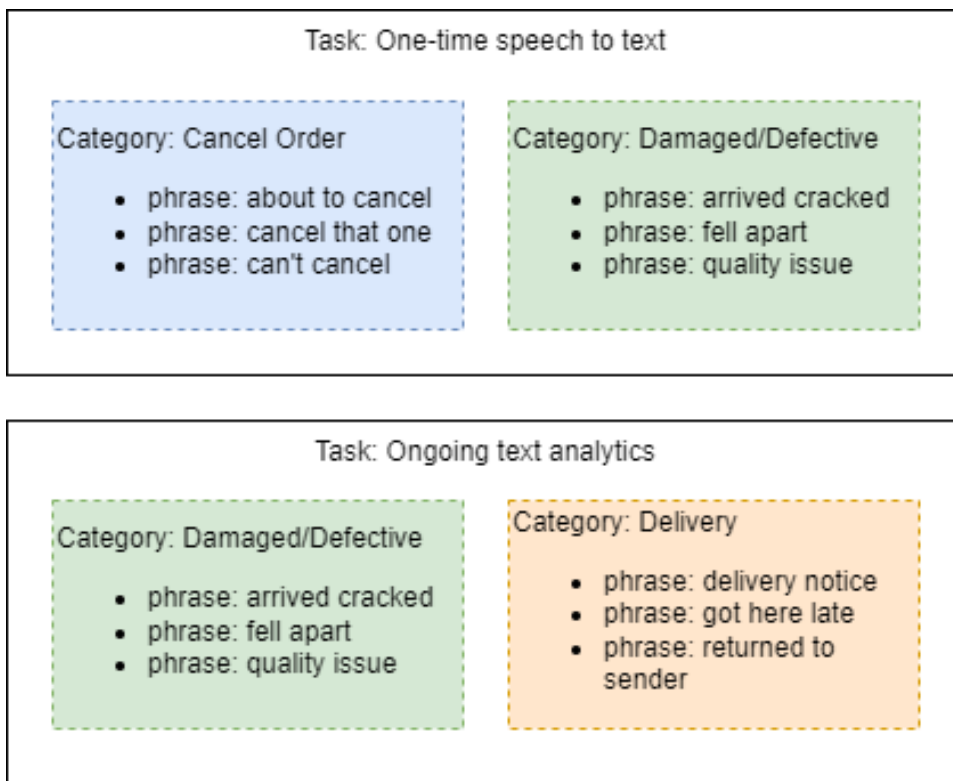 Task: One-time speech to text
Category: Cancel Order
• phrase: about to cancel
• phrase: cancel that one
• phrase: can't cancel
Category: Damaged/Defective
• phrase: arrived cracked
• phrase: fell apart
• phrase: quality issue
Task: Ongoing text analytics
Category: Damaged/Defective
• phrase: arrived cracked
• phrase: fell apart
• phrase: quality issue
Category: Delivery
• phrase: delivery notice
• phrase: got here late
• phrase: returned to
sender